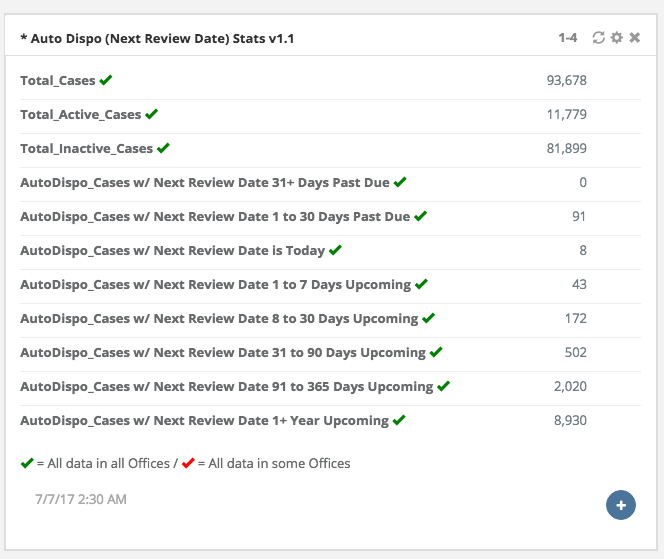 * Auto Dispo (Next Review Date) Stats v1.1 1-4
Total_Cases ✔ 93,678
Total_Active_Cases ✔ 11,779
Total_Inactive_Cases ✔ 81,899
AutoDispo_Cases w/ Next Review Date 31+ Days Past Due ✔ 0
AutoDispo_Cases w/ Next Review Date 1 to 30 Days Past Due ✔ 91
AutoDispo_Cases w/ Next Review Date is Today ✔ 8
AutoDispo_Cases w/ Next Review Date 1 to 7 Days Upcoming ✔ 43
AutoDispo_Cases w/ Next Review Date 8 to 30 Days Upcoming ✔ 172
AutoDispo_Cases w/ Next Review Date 31 to 90 Days Upcoming ✔ 502
AutoDispo_Cases w/ Next Review Date 91 to 365 Days Upcoming ✔ 2,020
AutoDispo_Cases w/ Next Review Date 1+ Year Upcoming ✔ 8,930
✔ = All data in all Offices / ✔ = All data in some Offices
7/7/17 2:30 AM